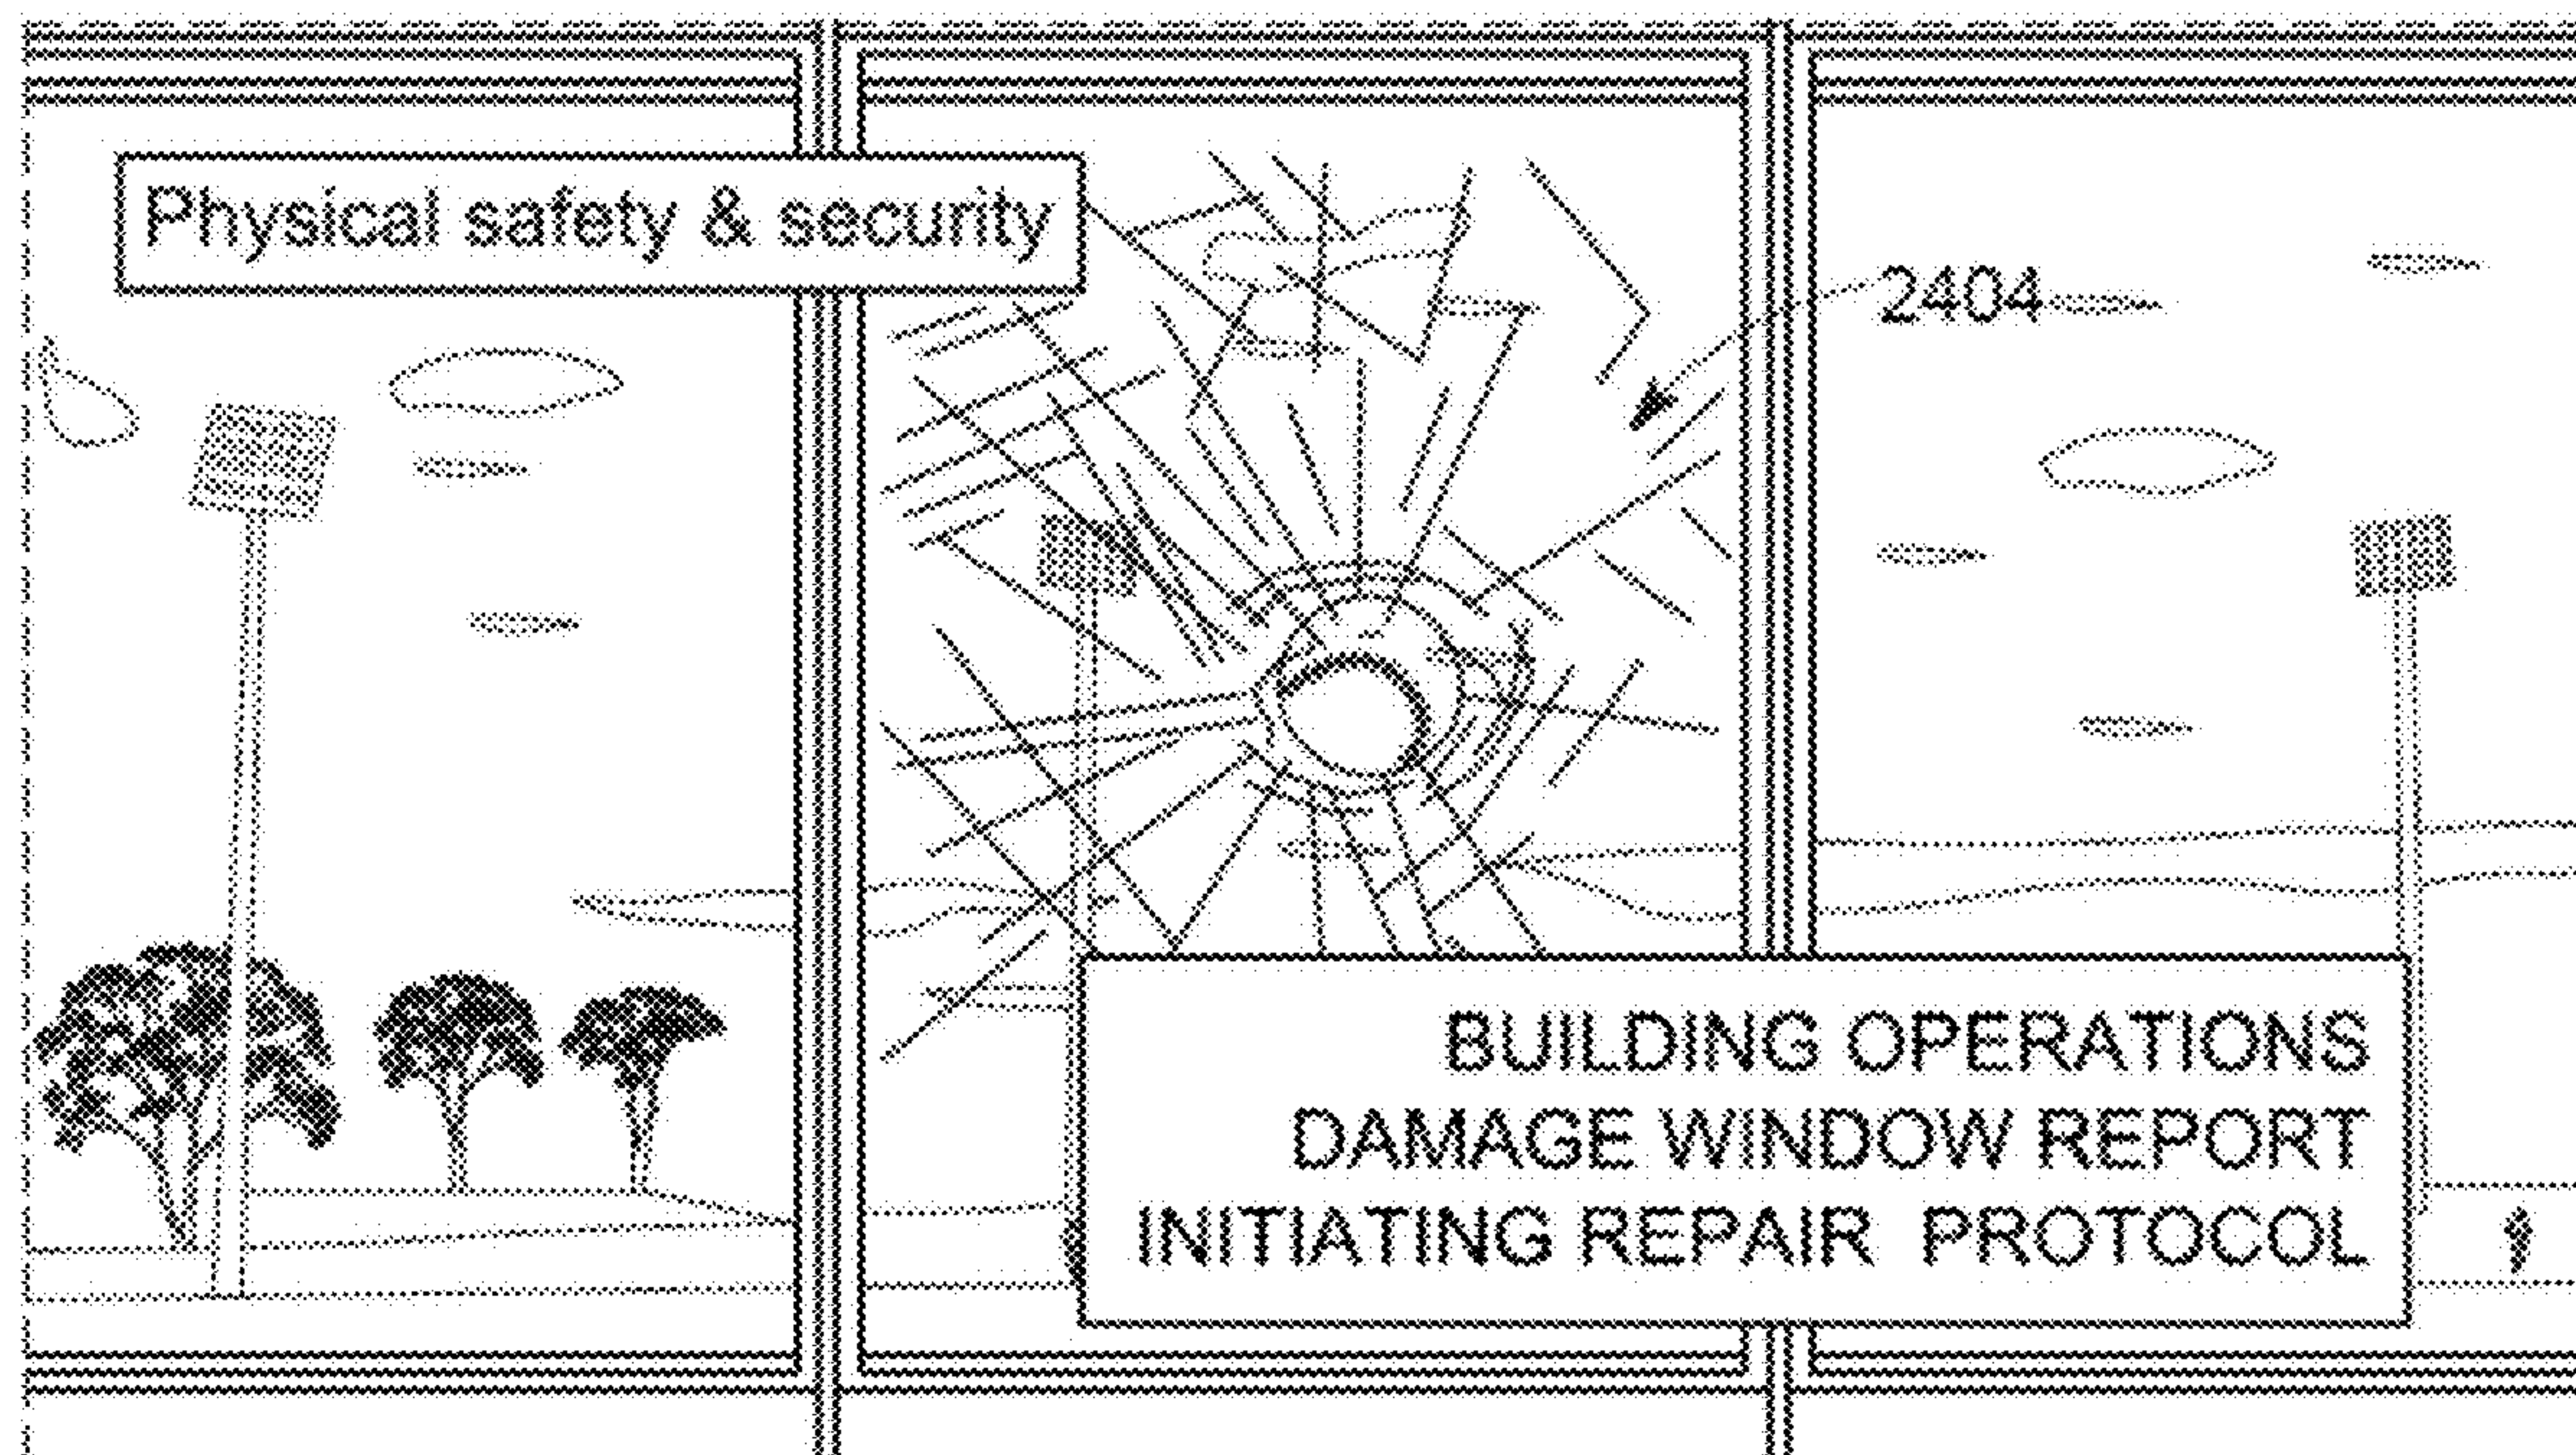 Physical safety & security
2404
BUILDING OPERATIONS
DAMAGE WINDOW REPORT
INITIATING REPAIR PROTOCOL